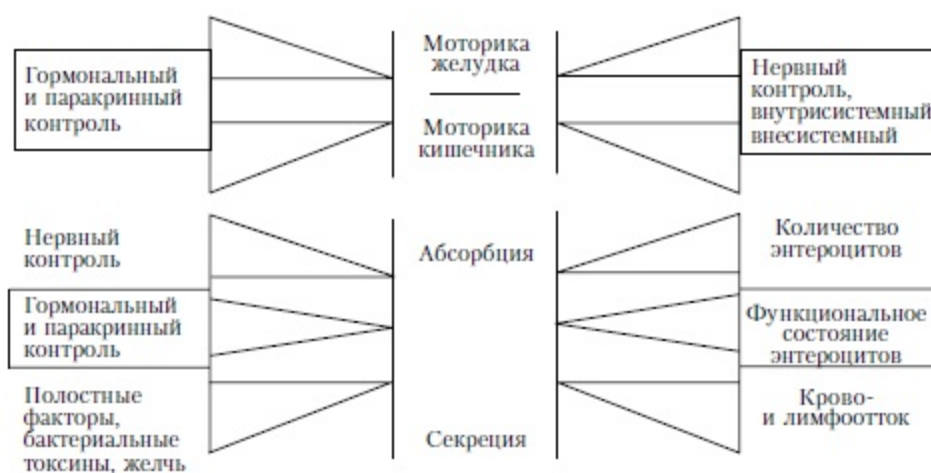 Гормональный
и паракринный
контроль
Моторика
желудка
Моторика
кишечника
Нервный
контроль,
внутрисистемный
внесистемный
Нервный
контроль
Гормональный
и паракринный
контроль
Полостные
факторы,
бактериальные
токсины, желчь
Абсорбция
Секреция
Количество
энтероцитов
Функциональное
состояние
энтероцитов
Крово-
и лимфоотток